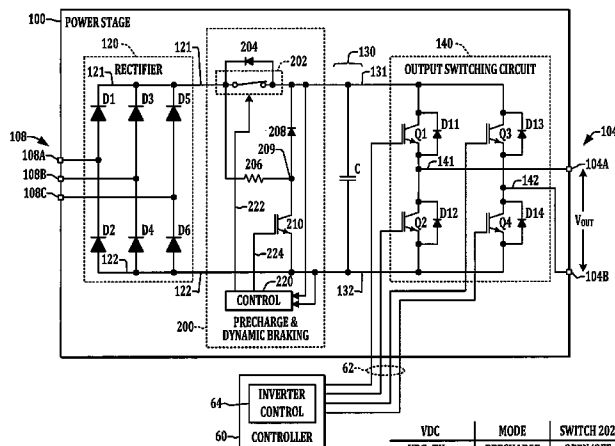 100
POWER STAGE
120
121
204
202
130
140
121
RECTIFIER
131
OUTPUT SWITCHING CIRCUIT
D1
D3
D5
208
D11
D13
108
209
Q1
Q3
104
108A
206
C
141
104A
108B
108C
222
142
210
D12
D14
VOUT
D2
D4
D6
Q2
Q4
122
224
104B
220
122
CONTROL
132
200
PRECHARGE &
DYNAMIC BRAKING
62
64
INVERTER
CONTROL
60
CONTROLLER
VDC
MODE
SWITCH 202